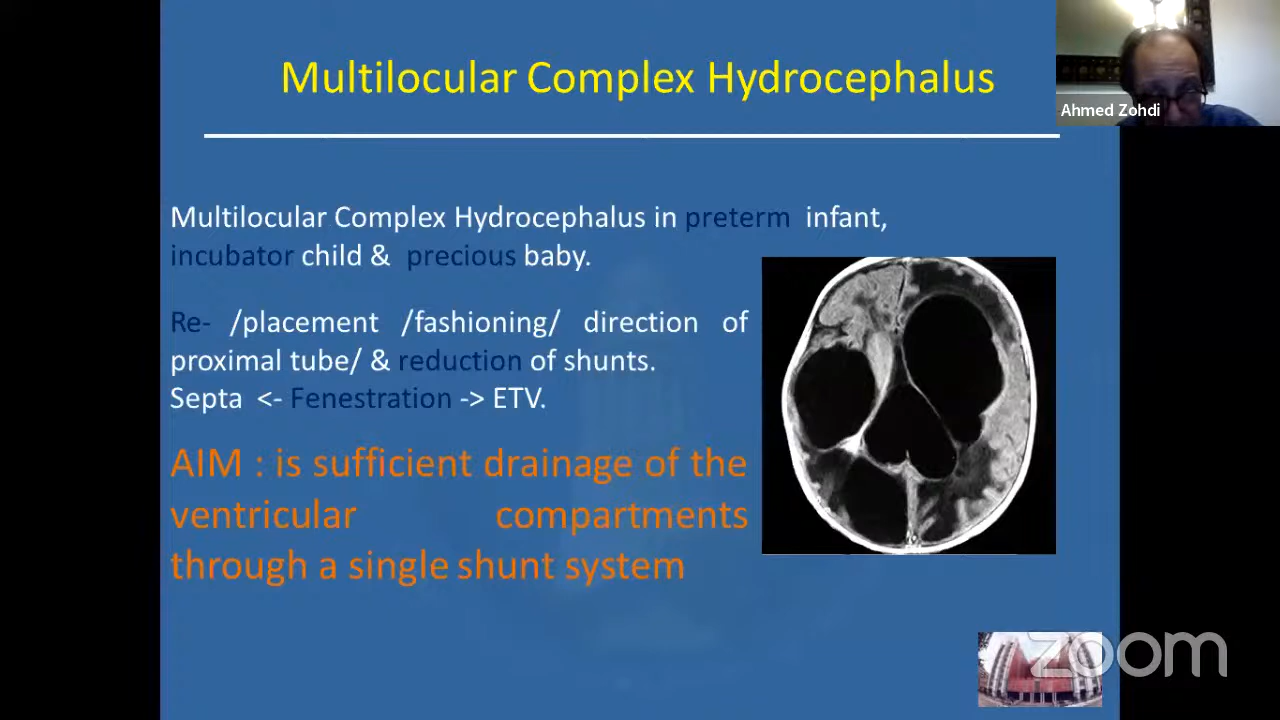 Multilocular Complex Hydrocephalus
Ahmed Zohdi
Multilocular Complex Hydrocephalus in preterm infant,
incubator child & precious baby.
Re- /placement /fashioning/ direction of
proximal tube/ & reduction of shunts.
Septa <- Fenestration -> ETV.
AIM : is sufficient drainage of the
ventricular compartments
through a single shunt system
zoom